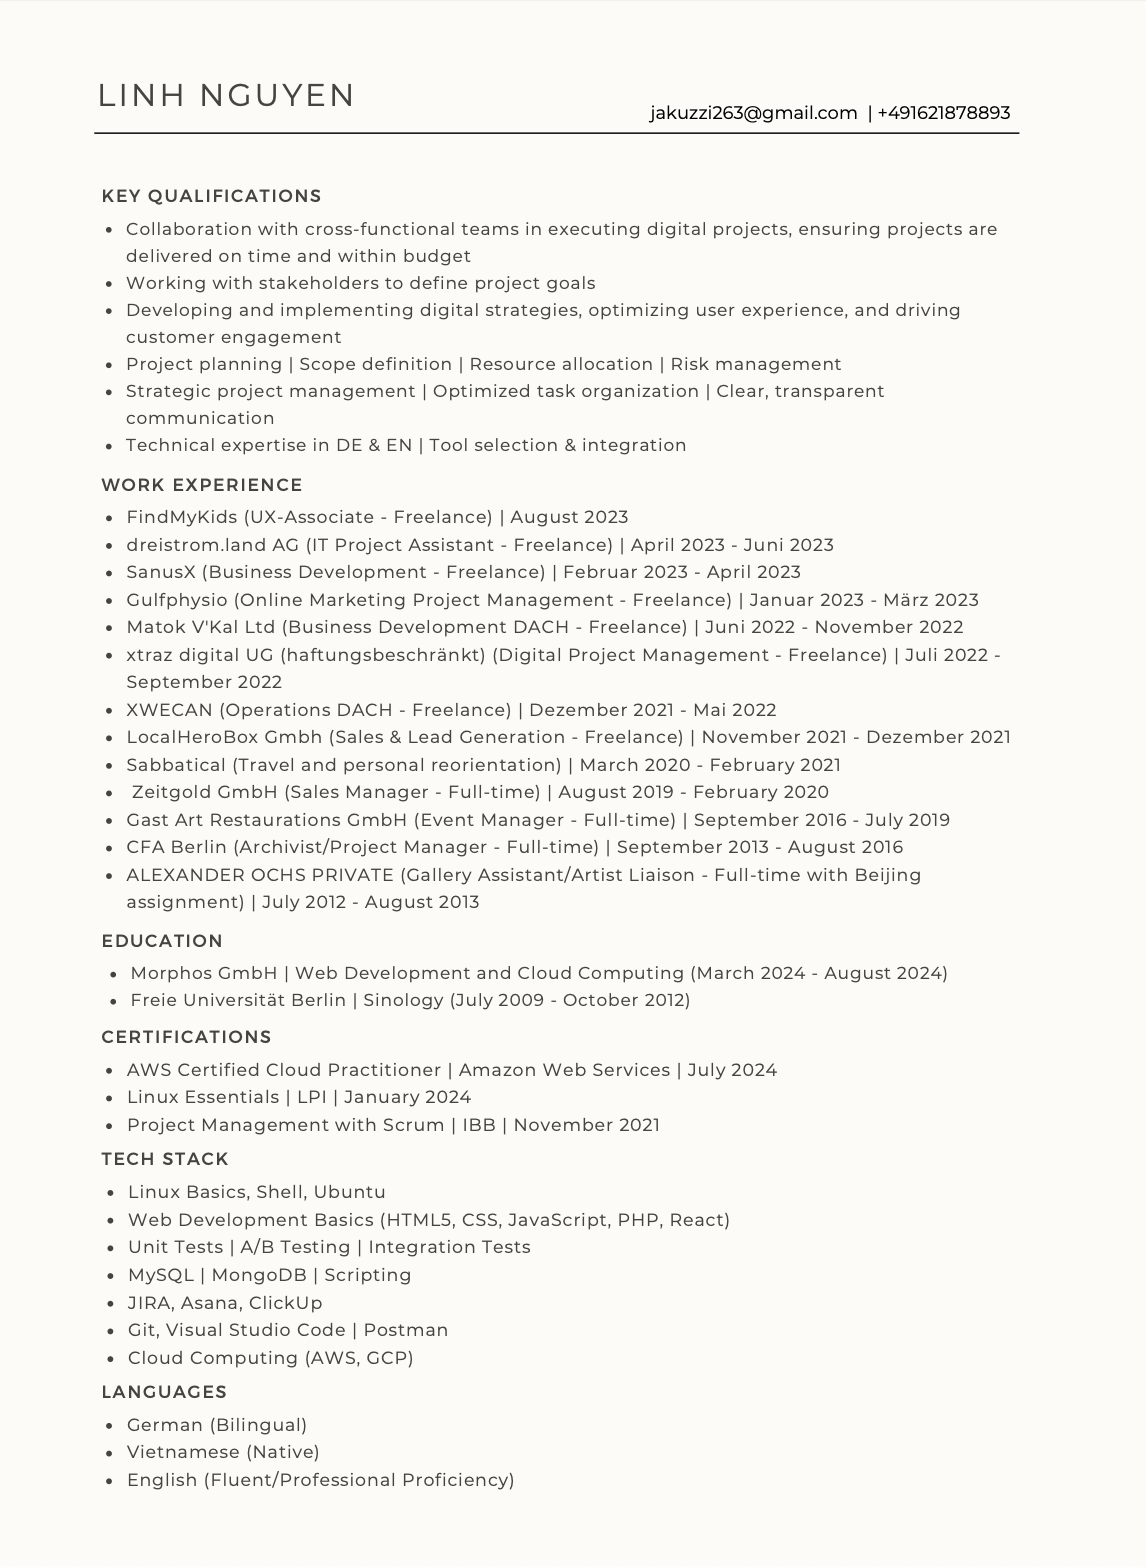 LINH NGUYEN
jakuzzi263@gmail.com | +491621878893
KEY QUALIFICATIONS
• Collaboration with cross-functional teams in executing digital projects, ensuring projects are
delivered on time and within budget
• Working with stakeholders to define project goals
• Developing and implementing digital strategies, optimizing user experience, and driving
customer engagement
• Project planning | Scope definition | Resource allocation | Risk management
• Strategic project management | Optimized task organization | Clear, transparent
communication
• Technical expertise in DE & EN | Tool selection & integration
WORK EXPERIENCE
• FindMyKids (UX-Associate - Freelance) | August 2023
• dreistrom.land AG (IT Project Assistant - Freelance) | April 2023 - Juni 2023
• SanusX (Business Development - Freelance) | Februar 2023 - April 2023
• Gulfphysio (Online Marketing Project Management - Freelance) | Januar 2023 - März 2023
• Matok V'Kal Ltd (Business Development DACH - Freelance) | Juni 2022 - November 2022
• xtraz digital UG (haftungsbeschränkt) (Digital Project Management - Freelance) | Juli 2022 -
September 2022
• XWECAN (Operations DACH - Freelance) | Dezember 2021 - Mai 2022
• LocalHeroBox Gmbh (Sales & Lead Generation - Freelance) | November 2021 - Dezember 2021
• Sabbatical (Travel and personal reorientation) | March 2020 - February 2021
• Zeitgold GmbH (Sales Manager - Full-time) | August 2019 - February 2020
• Gast Art Restaurations GmbH (Event Manager - Full-time) | September 2016 - July 2019
• CFA Berlin (Archivist/Project Manager - Full-time) | September 2013 - August 2016
• ALEXANDER OCHS PRIVATE (Gallery Assistant/Artist Liaison - Full-time with Beijing
assignment) | July 2012 - August 2013
EDUCATION
• Morphos GmbH | Web Development and Cloud Computing (March 2024 - August 2024)
• Freie Universität Berlin | Sinology (July 2009 - October 2012)
CERTIFICATIONS
• AWS Certified Cloud Practitioner | Amazon Web Services | July 2024
• Linux Essentials | LPI | January 2024
• Project Management with Scrum | IBB | November 2021
TECH STACK
• Linux Basics, Shell, Ubuntu
• Web Development Basics (HTML5, CSS, JavaScript, PHP, React)
• Unit Tests | A/B Testing | Integration Tests
• MySQL | MongoDB | Scripting
• JIRA, Asana, ClickUp
• Git, Visual Studio Code | Postman
• Cloud Computing (AWS, GCP)
LANGUAGES
• German (Bilingual)
• Vietnamese (Native)
• English (Fluent/Professional Proficiency)